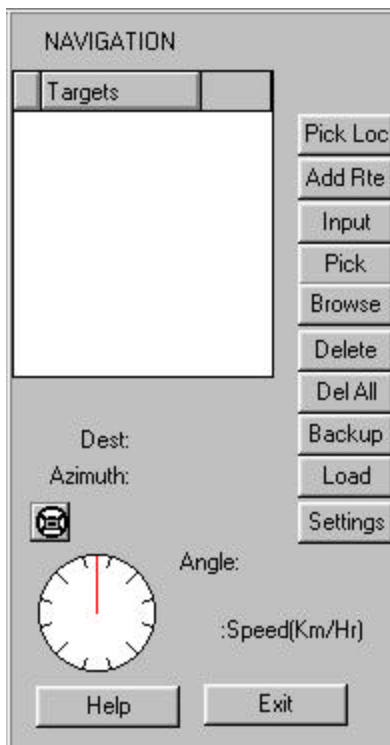 NAVIGATION
Targets
Pick Loc
Add Rte
Input
Pick
Browse
Delete
Del All
Backup
Load
Settings
Dest:
Azimuth:
Angle:
:Speed(Km/Hr)
Help
Exit